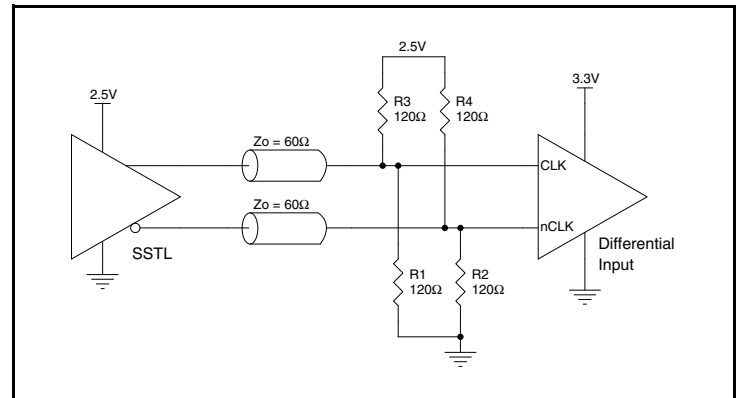 2.5V
2.5V
3.3V
R3
120Ω
R4
120Ω
Zo = 60Ω
CLK
Zo = 60Ω
nCLK
SSTL
Differential
Input
R1
120Ω
R2
120Ω